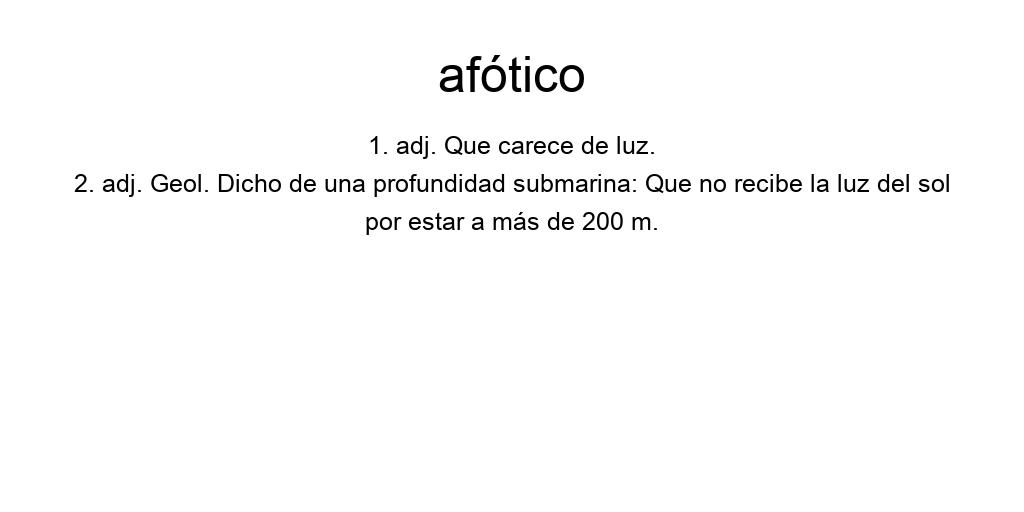 afótico
1. adj. Que carece de luz.
2. adj. Geol. Dicho de una profundidad submarina: Que no recibe la luz del sol
por estar a más de 200 m.